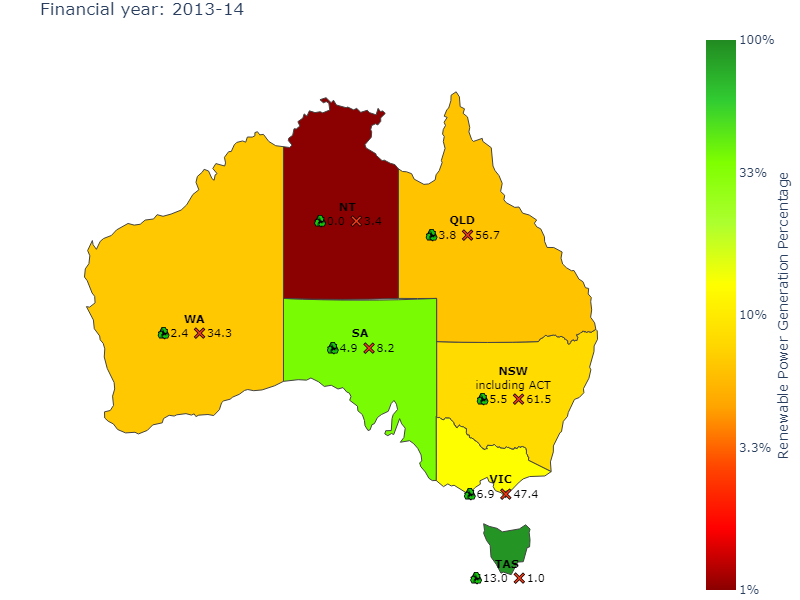 Financial year: 2013-14
100%
33%
10%
3.3%
1%
Renewable Power Generation Percentage
NT
0.0 3.4
QLD
3.8 56.7
WA
2.4 34.3
SA
4.9 8.2
NSW
including ACT
5.5 61.5
VIC
6.9 47.4
TAS
13.0 1.0